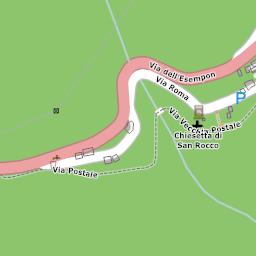 Via dell'Esempon
Via Roma
Via Vecchia Postale
P
Chiesetta di
San Rocco
Via Postale